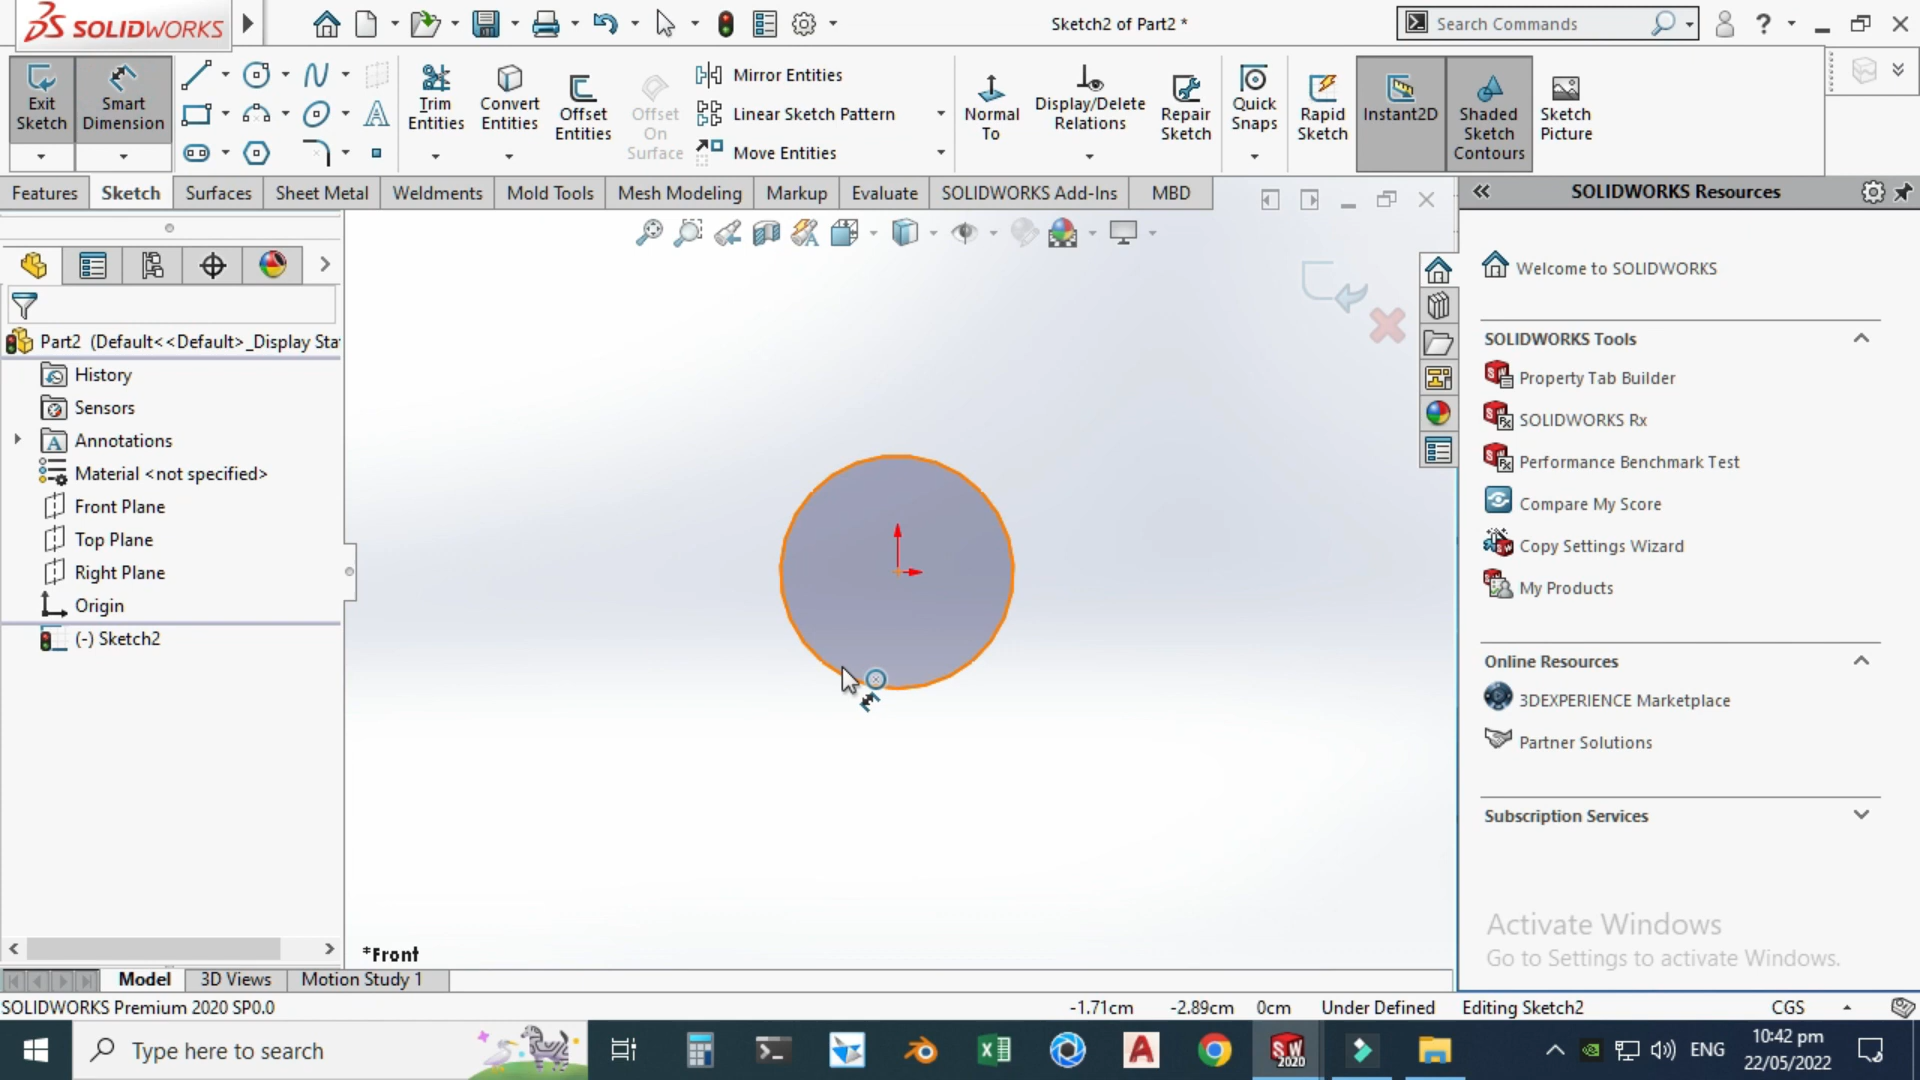 SOLIDWORKS
Sketch2 of Part2 *
Search Commands
Exit Sketch
Smart Dimension
Trim Entities
Convert Entities
Offset Entities
Offset On Surface
Mirror Entities
Linear Sketch Pattern
Move Entities
Normal To
Display/Delete Relations
Repair Sketch
Quick Snaps
Rapid Sketch
Instant2D
Shaded Sketch Contours
Sketch Picture
Features
Sketch
Surfaces
Sheet Metal
Weldments
Mold Tools
Mesh Modeling
Markup
Evaluate
SOLIDWORKS Add-Ins
MBD
SOLIDWORKS Resources
Part2 (Default<<Default>_Display Sta
History
Sensors
Annotations
Material <not specified>
Front Plane
Top Plane
Right Plane
Origin
(-) Sketch2
*Front
Welcome to SOLIDWORKS
SOLIDWORKS Tools
Property Tab Builder
SOLIDWORKS Rx
Performance Benchmark Test
Compare My Score
Copy Settings Wizard
My Products
Online Resources
3DEXPERIENCE Marketplace
Partner Solutions
Subscription Services
Activate Windows
Go to Settings to activate Windows.
Model
3D Views
Motion Study 1
SOLIDWORKS Premium 2020 SP0.0
-1.71cm
-2.89cm
0cm
Under Defined
Editing Sketch2
CGS
Type here to search
SW 2020
ENG
10:42 pm
22/05/2022